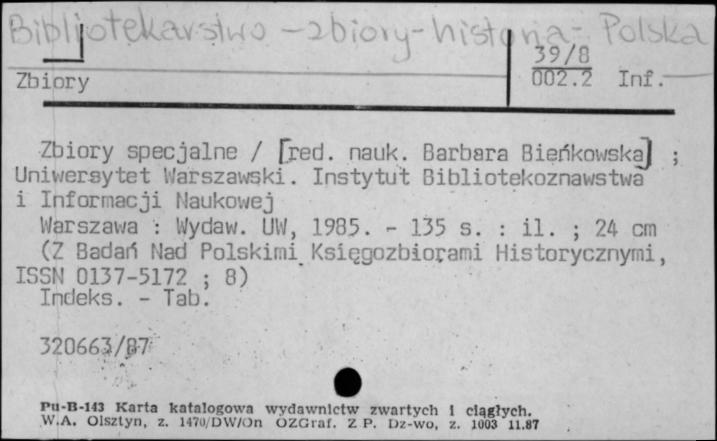 Bibliotekarstwo - zbiory - historia - Polska
39/8
Zbiory 002.2 Inf.
Zbiory specjalne / [red. nauk. Barbara Bieńkowska] ;
Uniwersytet Warszawski. Instytut Bibliotekoznawstwa
i Informacji Naukowej
Warszawa : Wydaw. UW, 1985. - 135 s. : il. ; 24 cm
(Z Badań Nad Polskimi Księgozbiorami Historycznymi,
ISSN 0137-5172 ; 8)
Indeks. - Tab.
320663/87
Pu-B-143 Karta katalogowa wydawnictw zwartych i ciągłych.
W.A. Olsztyn, z. 1470/DW/On OZGraf. Z P. Dz-wo, z. 1003 11.87